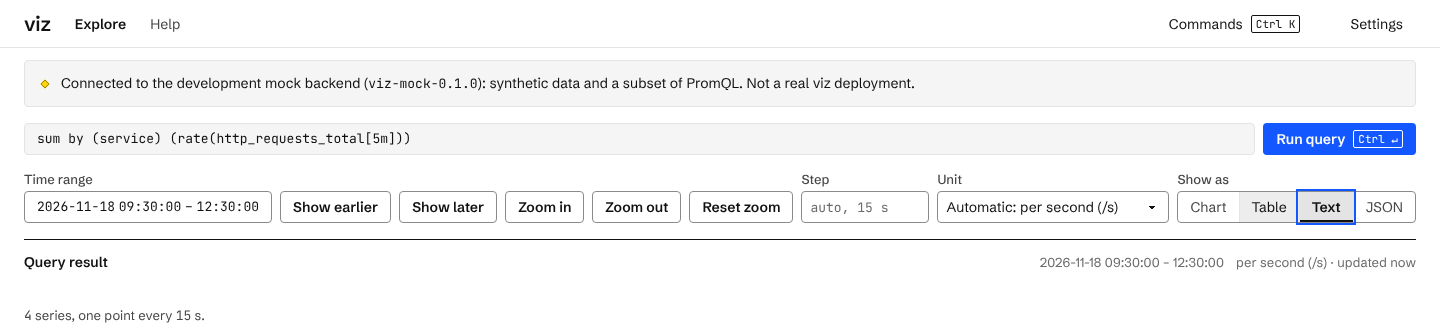 viz Explore Help Commands Ctrl K Settings
Connected to the development mock backend (viz-mock-0.1.0): synthetic data and a subset of PromQL. Not a real viz deployment.
sum by (service) (rate(http_requests_total[5m])) Run query Ctrl ↵
Time range Step Unit Show as
2026-11-18 09:30:00 – 12:30:00 Show earlier Show later Zoom in Zoom out Reset zoom auto, 15 s Automatic: per second (/s) Chart Table Text JSON
Query result 2026-11-18 09:30:00 – 12:30:00 per second (/s) · updated now
4 series, one point every 15 s.